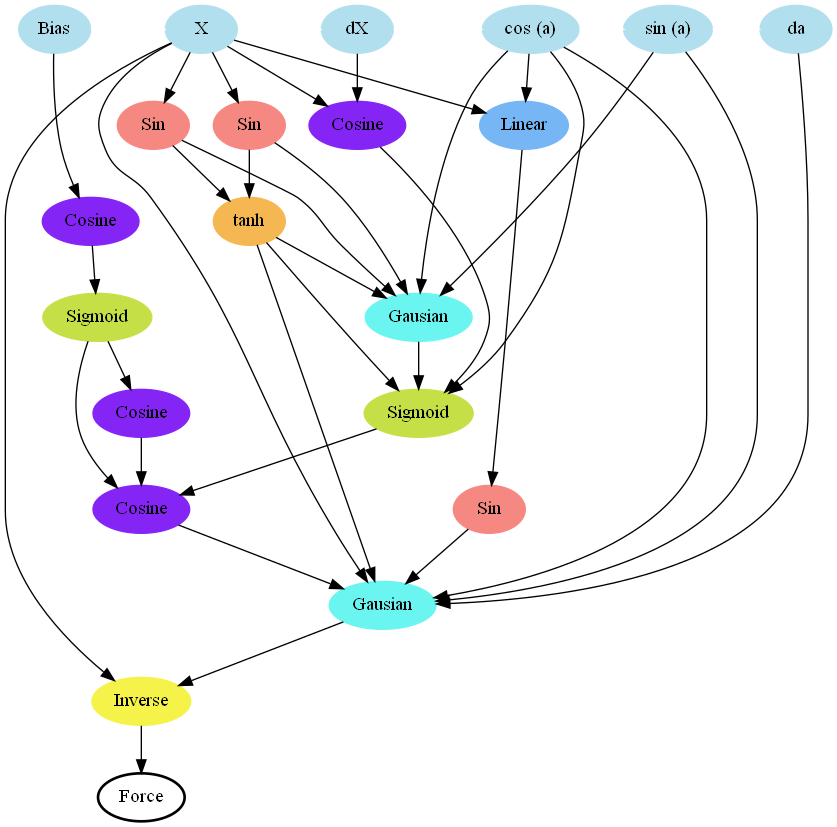 Bias
X
dX
cos (a)
sin (a)
da
Sin
Sin
Cosine
Linear
Cosine
tanh
Sigmoid
Gausian
Cosine
Sigmoid
Cosine
Sin
Gausian
Inverse
Force